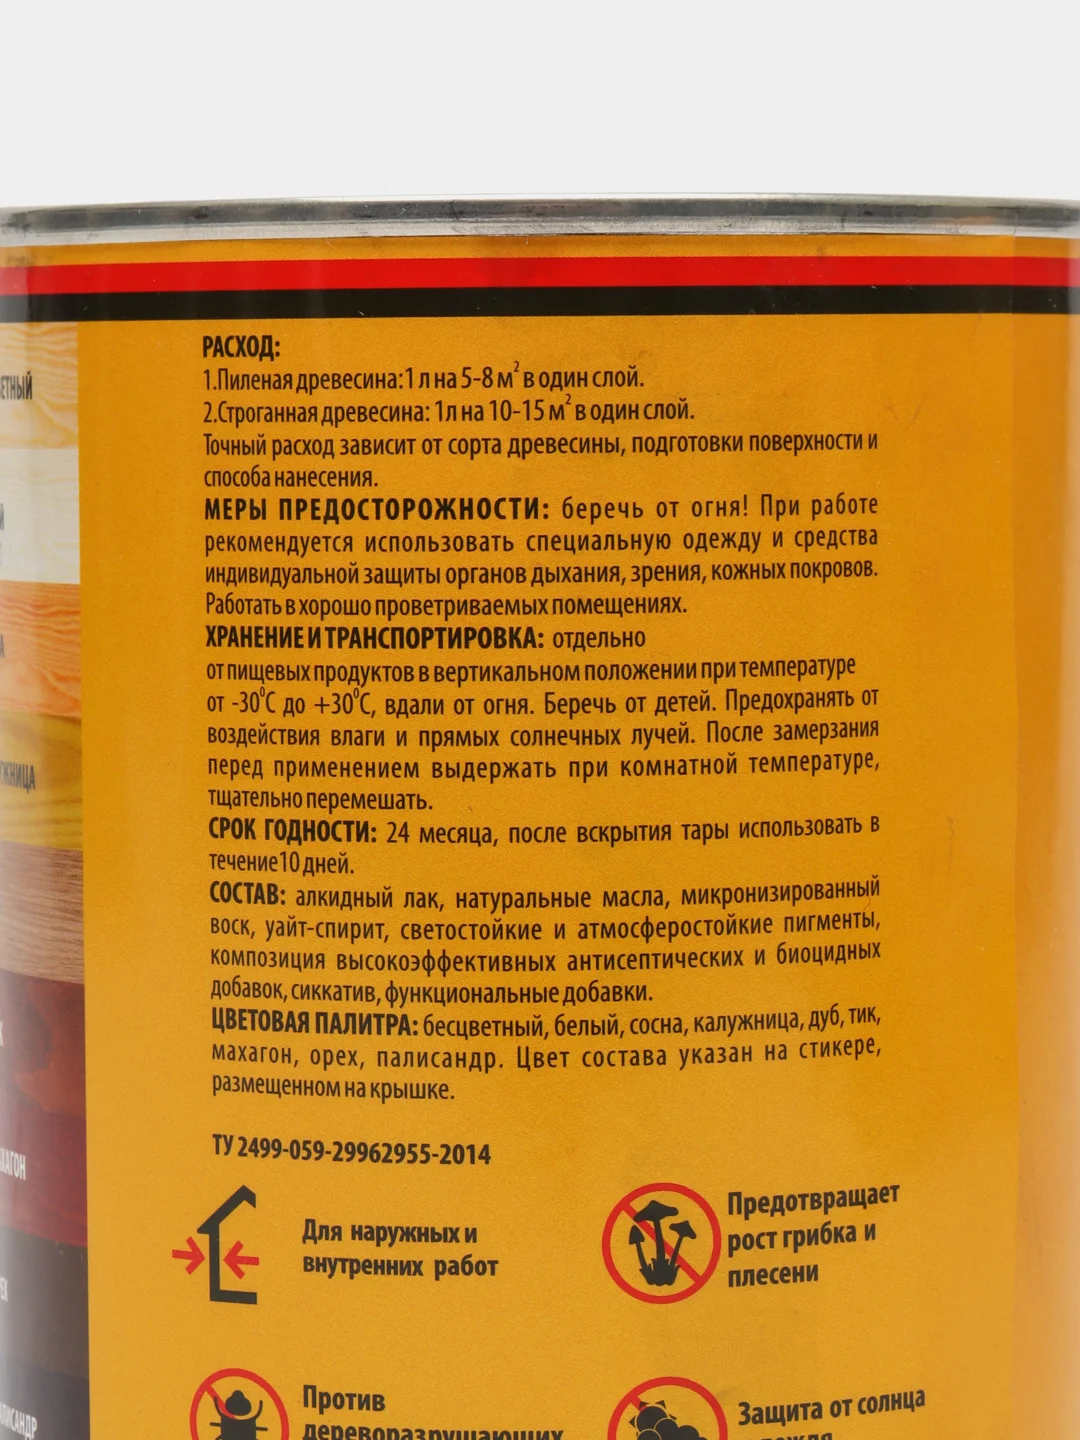 РАСХОД:
1.Пиленая древесина:1 л на 5-8 м² в один слой.
2.Строганная древесина: 1л на 10-15 м² в один слой.
Точный расход зависит от сорта древесины, подготовки поверхности и
способа нанесения.
МЕРЫ ПРЕДОСТОРОЖНОСТИ: беречь от огня! При работе
рекомендуется использовать специальную одежду и средства
индивидуальной защиты органов дыхания, зрения, кожных покровов.
Работать в хорошо проветриваемых помещениях.
ХРАНЕНИЕ И ТРАНСПОРТИРОВКА: отдельно
от пищевых продуктов в вертикальном положении при температуре
от -30⁰С до +30⁰С, вдали от огня. Беречь от детей. Предохранять от
воздействия влаги и прямых солнечных лучей. После замерзания
перед применением выдержать при комнатной температуре,
тщательно перемешать.
СРОК ГОДНОСТИ: 24 месяца, после вскрытия тары использовать в
течение10 дней.
СОСТАВ: алкидный лак, натуральные масла, микронизированный
воск, уайт-спирит, светостойкие и атмосферостойкие пигменты,
композиция высокоэффективных антисептических и биоцидных
добавок, сиккатив, функциональные добавки.
ЦВЕТОВАЯ ПАЛИТРА: бесцветный, белый, сосна, калужница, дуб, тик,
махагон, орех, палисандр. Цвет состава указан на стикере,
размещенном на крышке.
ТУ 2499-059-29962955-2014
Для наружных и
внутренних работ
Предотвращает
рост грибка и
плесени
Против
дереворазрушающих
Защита от солнца